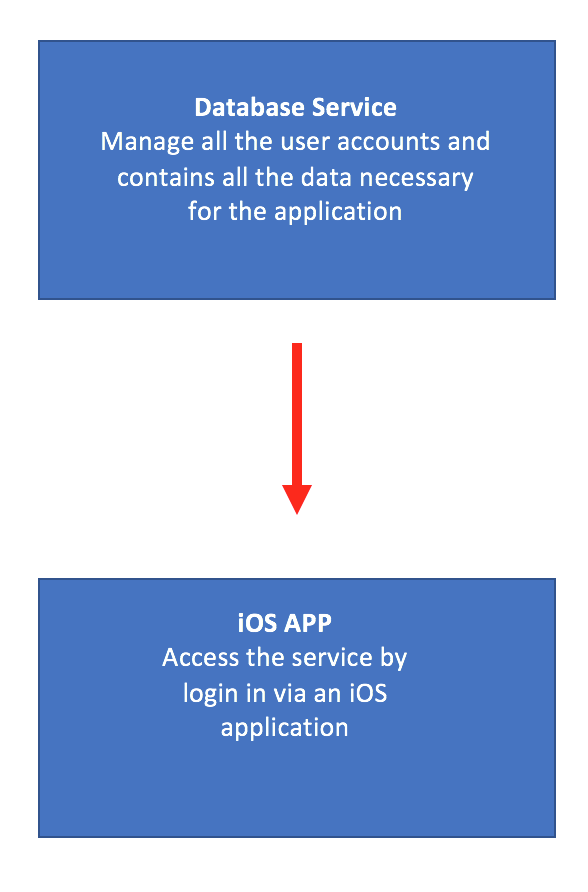 Database Service
Manage all the user accounts and
contains all the data necessary
for the application
iOS APP
Access the service by
login in via an iOS
application